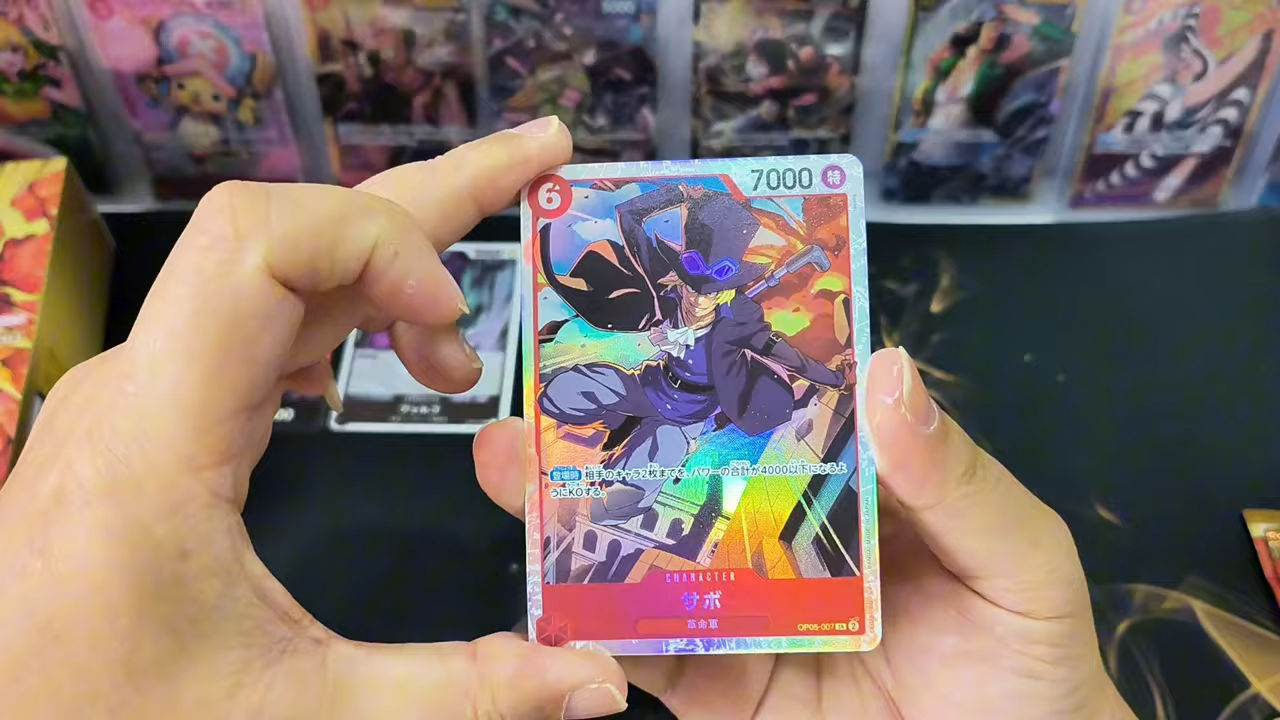 6
7000 特
登場時 相手のキャラ2枚までを、パワーの合計が4000以下になるよ
うにKOする。
CHARACTER
サボ
革命軍
OP05-007 SR 2